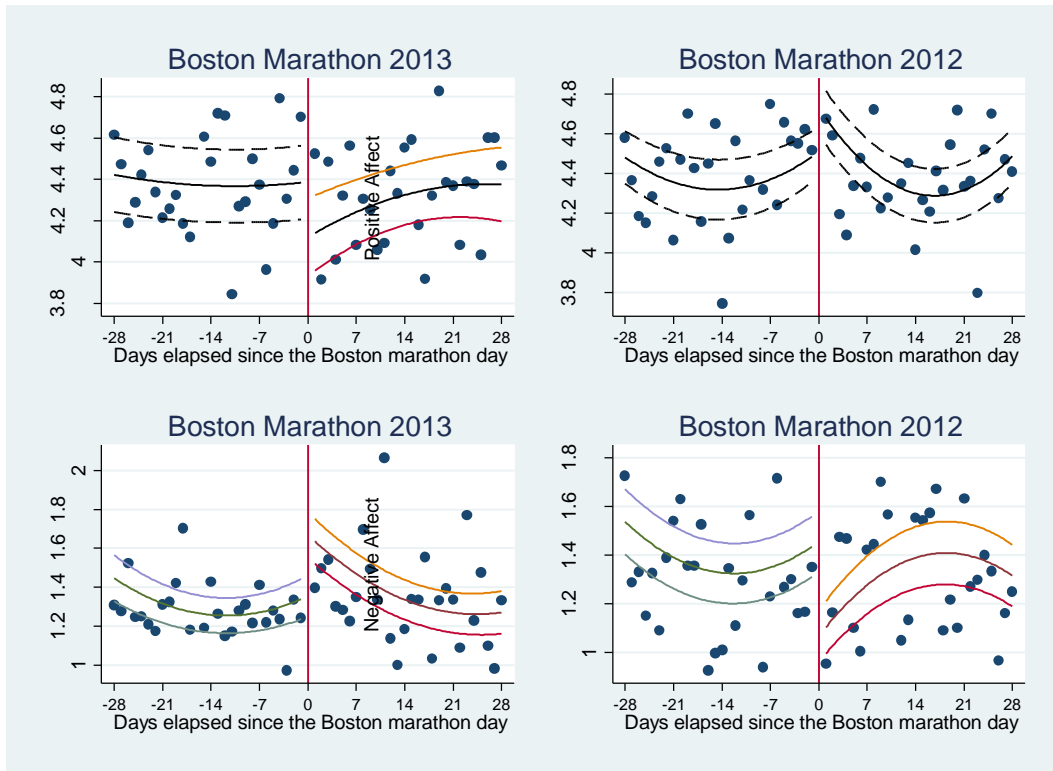 Boston Marathon 2013
4.8
4.6
4.4
4.2
4
3.8
Positive Affect
-28 -21 -14 -7 0 7 14 21 28
Days elapsed since the Boston marathon day
Boston Marathon 2012
4.8
4.6
4.4
4.2
4
3.8
-28 -21 -14 -7 0 7 14 21 28
Days elapsed since the Boston marathon day
Boston Marathon 2013
2
1.8
1.6
1.4
1.2
1
Negative Affect
-28 -21 -14 -7 0 7 14 21 28
Days elapsed since the Boston marathon day
Boston Marathon 2012
1.8
1.6
1.4
1.2
1
-28 -21 -14 -7 0 7 14 21 28
Days elapsed since the Boston marathon day